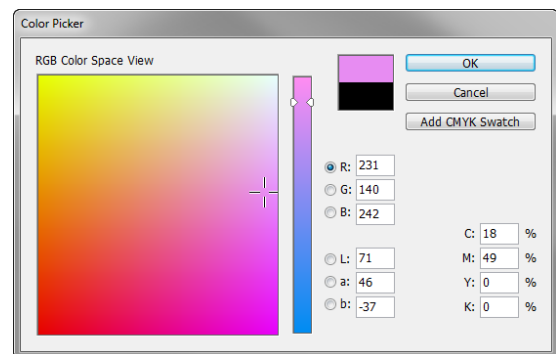 Color Picker
RGB Color Space View
OK
Cancel
Add CMYK Swatch
R: 231
G: 140
B: 242
L: 71
a: 46
b: -37
C: 18 %
M: 49 %
Y: 0 %
K: 0 %